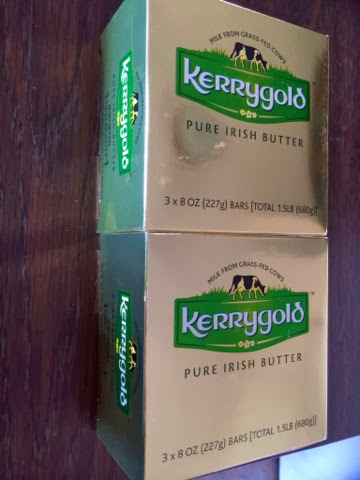 MILK FROM GRASS-FED COWS
Kerrygold
PURE IRISH BUTTER
3 x 8 OZ (227g) BARS [TOTAL 1.5LB (680g)]
Kerrygold
MILK FROM GRASS-FED COWS
Kerrygold
PURE IRISH BUTTER
3 x 8 OZ (227g) BARS [TOTAL 1.5LB (680g)]
Kerrygold